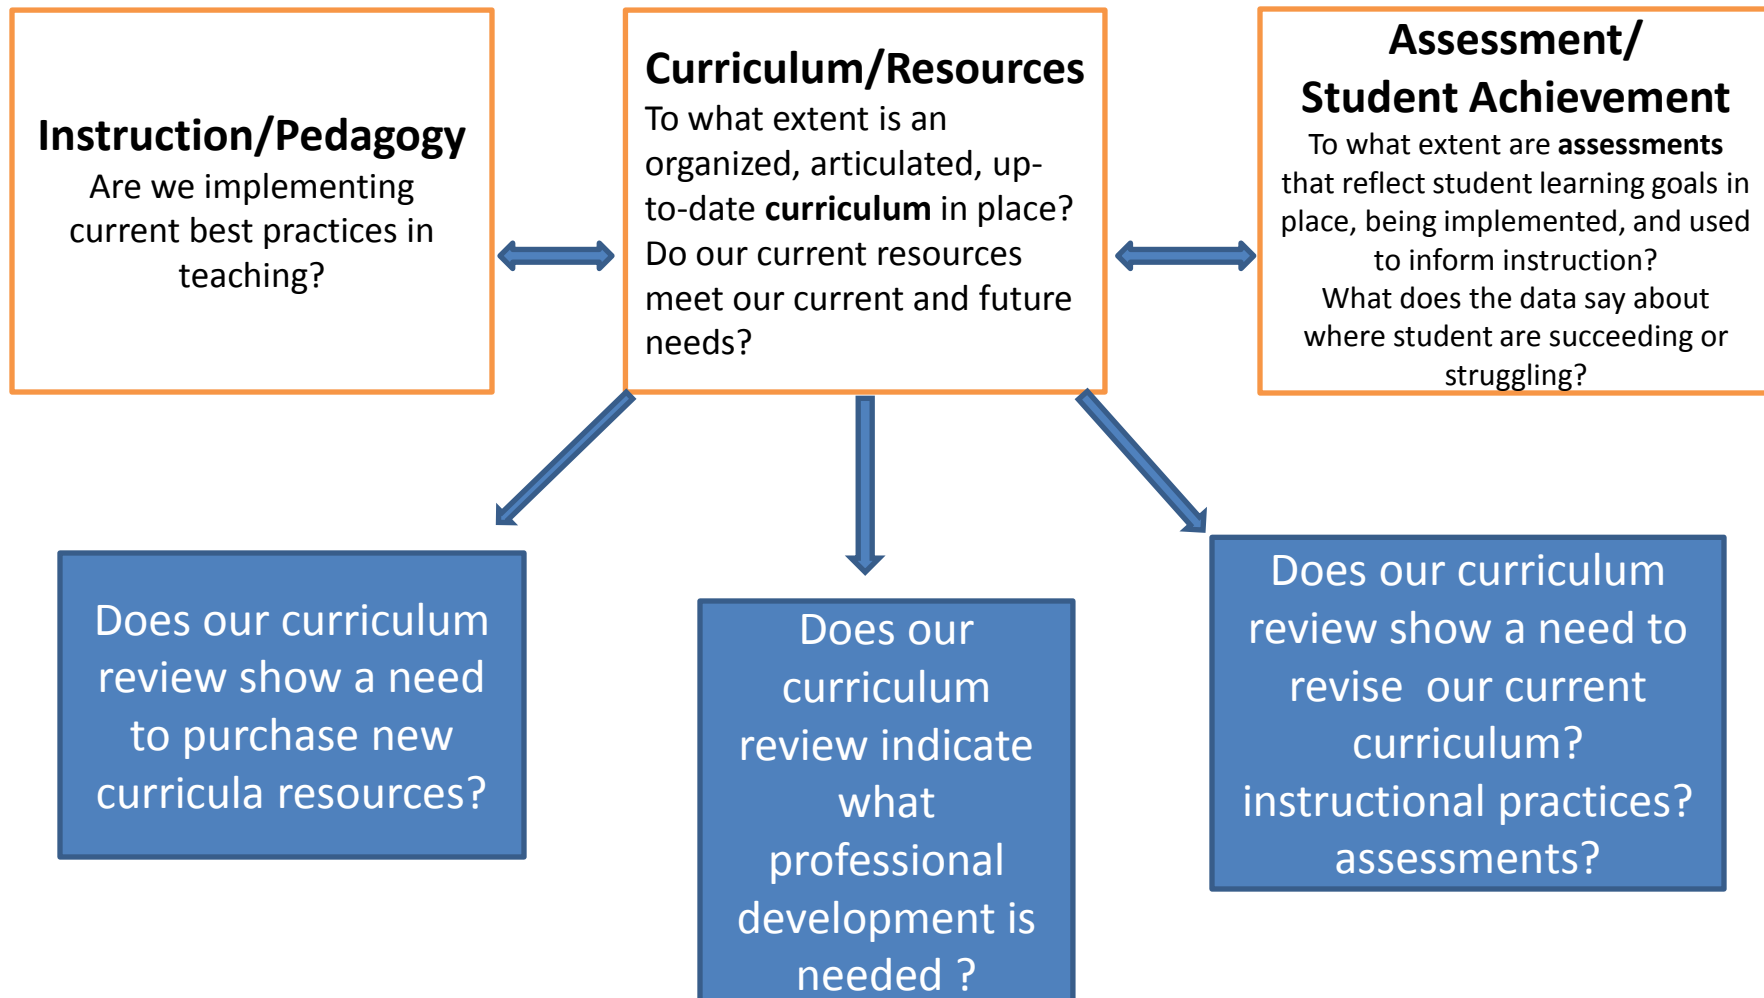 Instruction/Pedagogy
Are we implementing
current best practices in
teaching?
Curriculum/Resources
To what extent is an
organized, articulated, up-
to-date curriculum in place?
Do our current resources
meet our current and future
needs?
Assessment/
Student Achievement
To what extent are assessments
that reflect student learning goals in
place, being implemented, and used
to inform instruction?
What does the data say about
where student are succeeding or
struggling?
Does our curriculum
review show a need
to purchase new
curricula resources?
Does our
curriculum
review indicate
what
professional
development is
needed ?
Does our curriculum
review show a need to
revise  our current
curriculum?
instructional practices?
assessments?